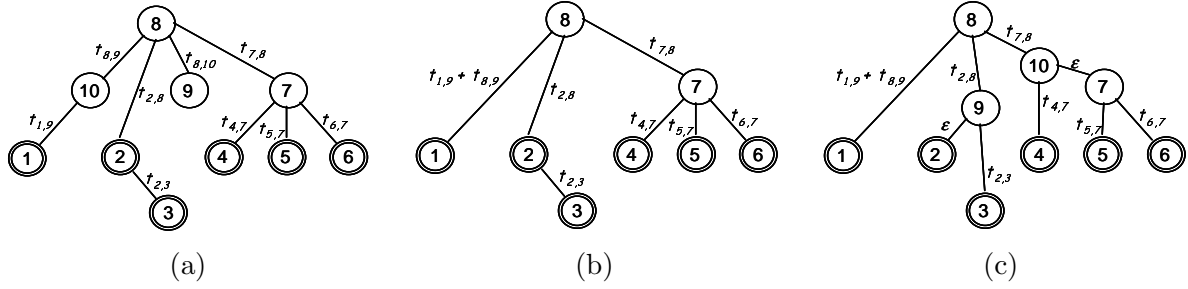 8
t8,9
t2,8
t8,10
t7,8
10
9
7
t1,9
t4,7
t5,7
t6,7
1
2
4
5
6
t2,3
3
(a)
8
t1,9 + t8,9
t2,8
t7,8
7
t4,7
t5,7
t6,7
1
2
4
5
6
t2,3
3
(b)
8
t7,8
t1,9 + t8,9
t2,8
10
ε
7
9
t4,7
ε
t5,7
t6,7
1
2
4
5
6
t2,3
3
(c)